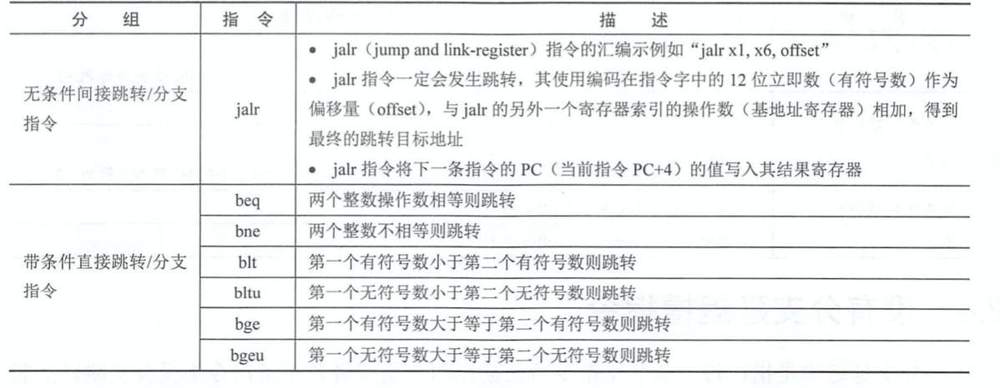 分 组 指 令 描 述
无条件间接跳转/分支
指令
jalr
• jalr（jump and link-register）指令的汇编示例如“jalr x1, x6, offset”
• jalr 指令一定会发生跳转，其使用编码在指令字中的 12 位立即数（有符号数）作为
偏移量（offset），与 jalr 的另外一个寄存器索引的操作数（基地址寄存器）相加，得到
最终的跳转目标地址
• jalr 指令将下一条指令的 PC（当前指令 PC+4）的值写入其结果寄存器
带条件直接跳转/分支
指令
beq 两个整数操作数相等则跳转
bne 两个整数不相等则跳转
blt 第一个有符号数小于第二个有符号数则跳转
bltu 第一个无符号数小于第二个无符号数则跳转
bge 第一个有符号数大于等于第二个有符号数则跳转
bgeu 第一个无符号数大于等于第二个无符号数则跳转